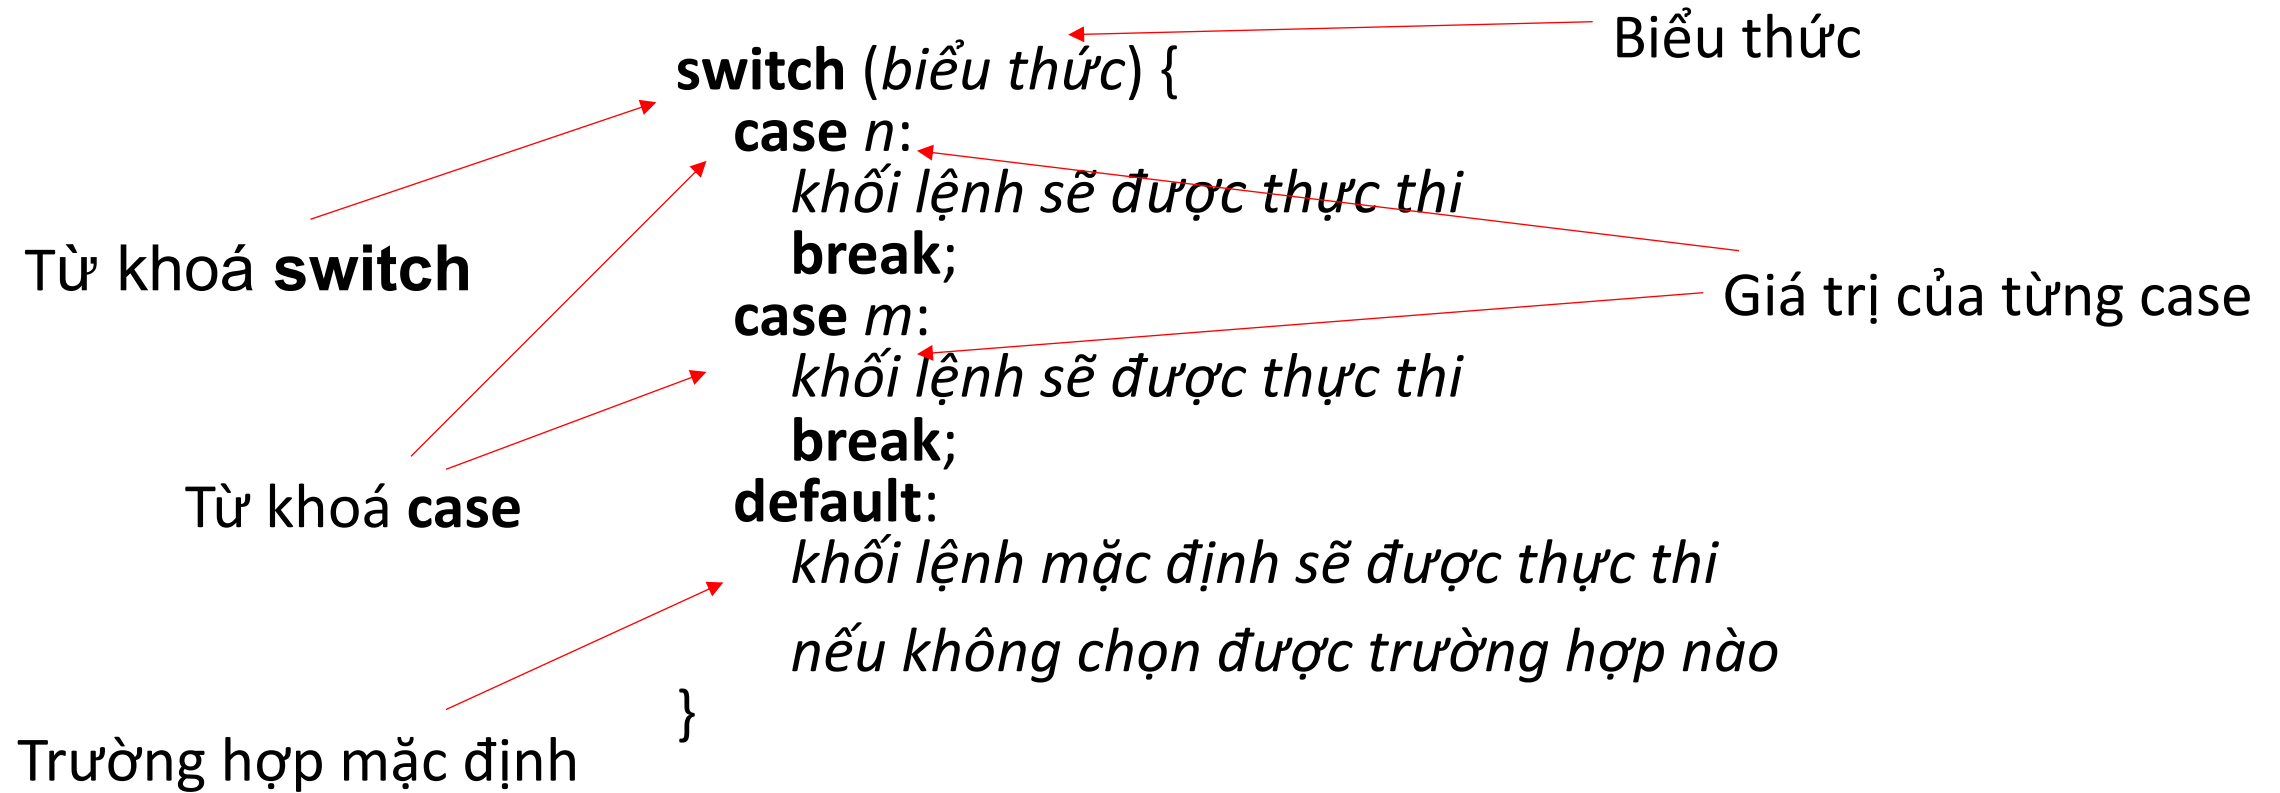 Biểu thức
switch (biểu thức) {
case n:
khối lệnh sẽ được thực thi
break;
case m:
khối lệnh sẽ được thực thi
break;
default:
khối lệnh mặc định sẽ được thực thi
nếu không chọn được trường hợp nào
}
Từ khoá switch
Giá trị của từng case
Từ khoá case
Trường hợp mặc định